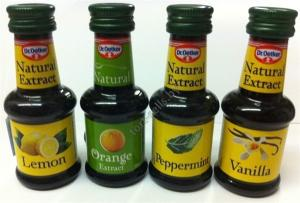 Dr.Oetker
Natural
Extract
Lemon
Dr.Oetker
Natural
Orange
Extract
Dr.Oetker
Natural
Extract
Peppermint
Dr.Oetker
Natural
Extract
Vanilla